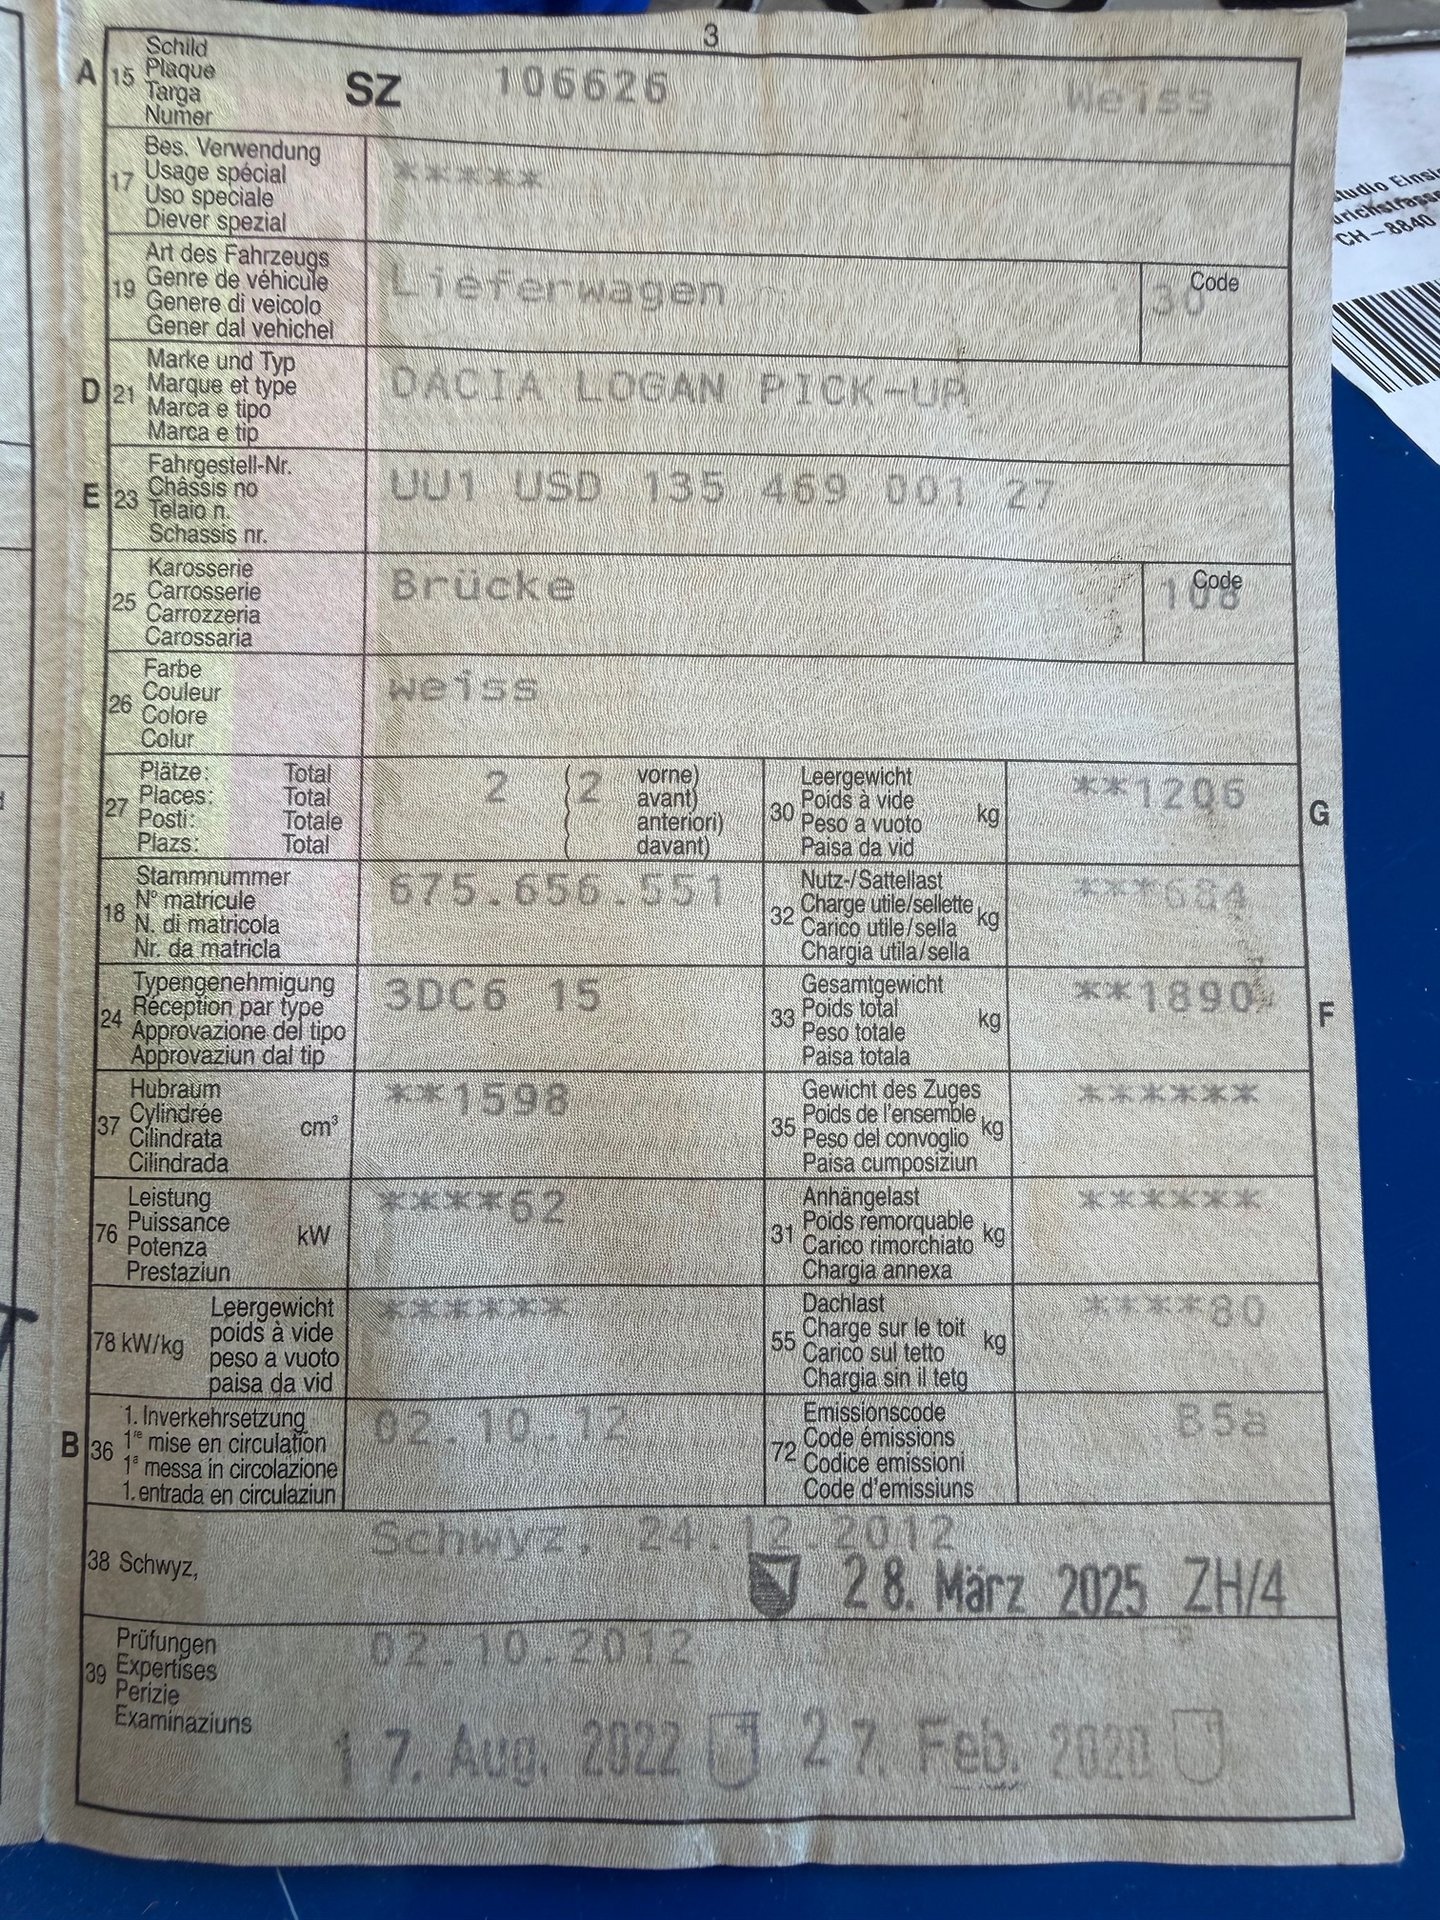 3
A 15 Schild
Plaque
Targa
Numer
SZ 106626 Weiss
17 Bes. Verwendung
Usage spécial
Uso speciale
Diever spezial
*****
19 Art des Fahrzeugs
Genre de véhicule
Genere di veicolo
Gener dal vehichel
Lieferwagen
Code
30
D 21 Marke und Typ
Marque et type
Marca e tipo
Marca e tip
DACIA LOGAN PICK-UP
E 23 Fahrgestell-Nr.
Châssis no
Telaio n.
Schassis nr.
UU1 USD 135 469 001 27
25 Karosserie
Carrosserie
Carrozzeria
Carossaria
Brücke
Code
108
26 Farbe
Couleur
Colore
Colur
weiss
27 Plätze: Total
Places: Total
Posti: Totale
Plazs: Total
2 (2 vorne)
( avant)
( anteriori)
( davant)
30 Leergewicht
Poids à vide
Peso a vuoto
Paisa da vid
kg
**1206
G
18 Stammnummer
N° matricule
N. di matricola
Nr. da matricla
675.656.551
32 Nutz-/Sattellast
Charge utile/sellette
Carico utile/sella
Chargia utila/sella
kg
***684
24 Typengenehmigung
Réception par type
Approvazione del tipo
Approvaziun dal tip
3DC6 15
33 Gesamtgewicht
Poids total
Peso totale
Paisa totala
kg
**1890
F
37 Hubraum
Cylindrée
Cilindrata
Cilindrada
cm³
**1598
35 Gewicht des Zuges
Poids de l'ensemble
Peso del convoglio
Paisa cumposiziun
kg
******
76 Leistung
Puissance
Potenza
Prestaziun
kW
****62
31 Anhängelast
Poids remorquable
Carico rimorchiato
Chargia annexa
kg
******
78 kW/kg
Leergewicht
poids à vide
peso a vuoto
paisa da vid
******
55 Dachlast
Charge sur le toit
Carico sul tetto
Chargia sin il tetg
kg
****80
B 36 1. Inverkehrsetzung
1re mise en circulation
1a messa in circolazione
1. entrada en circulaziun
02.10.12
72 Emissionscode
Code émissions
Codice emissioni
Code d'emissiuns
B5a
38 Schwyz,
Schwyz, 24.12.2012
28. März 2025 ZH/4
39 Prüfungen
Expertises
Perizie
Examinaziuns
02.10.2012
17. Aug. 2022 27. Feb. 2020
CH–8840